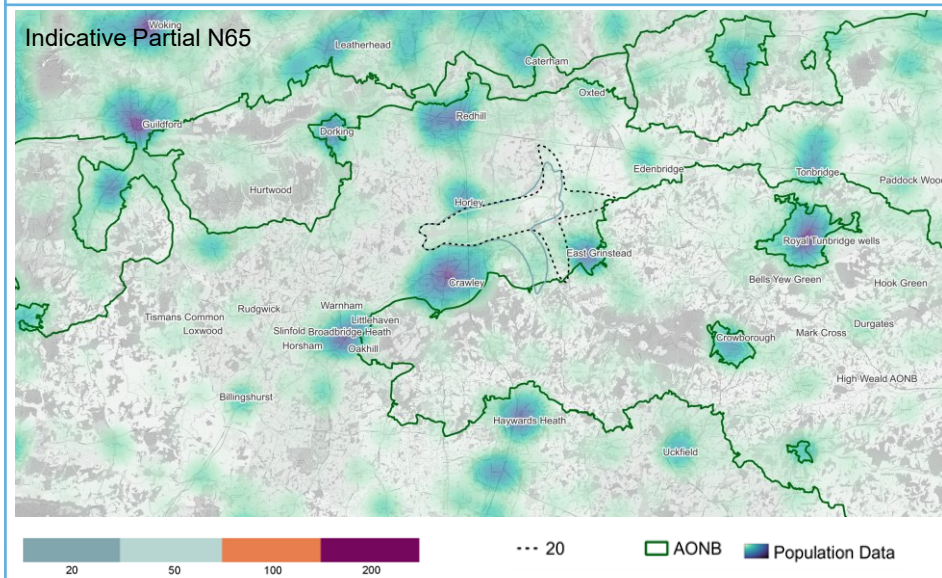 Indicative Partial N65
Woking
Leatherhead
Caterham
Oxted
Guildford
Redhill
Dorking
Edenbridge
Tonbridge
Paddock Wood
Hurtwood
Horley
Royal Tunbridge wells
East Grinstead
Crawley
Bells Yew Green
Hook Green
Warnham
Rudgwick
Tismans Common
Littlehaven
Loxwood
Slinfold Broadbridge Heath
Durgates
Mark Cross
Crowborough
Horsham
Oakhill
High Weald AONB
Billingshurst
Haywards Heath
Uckfield
20 50 100 200
20
AONB
Population Data